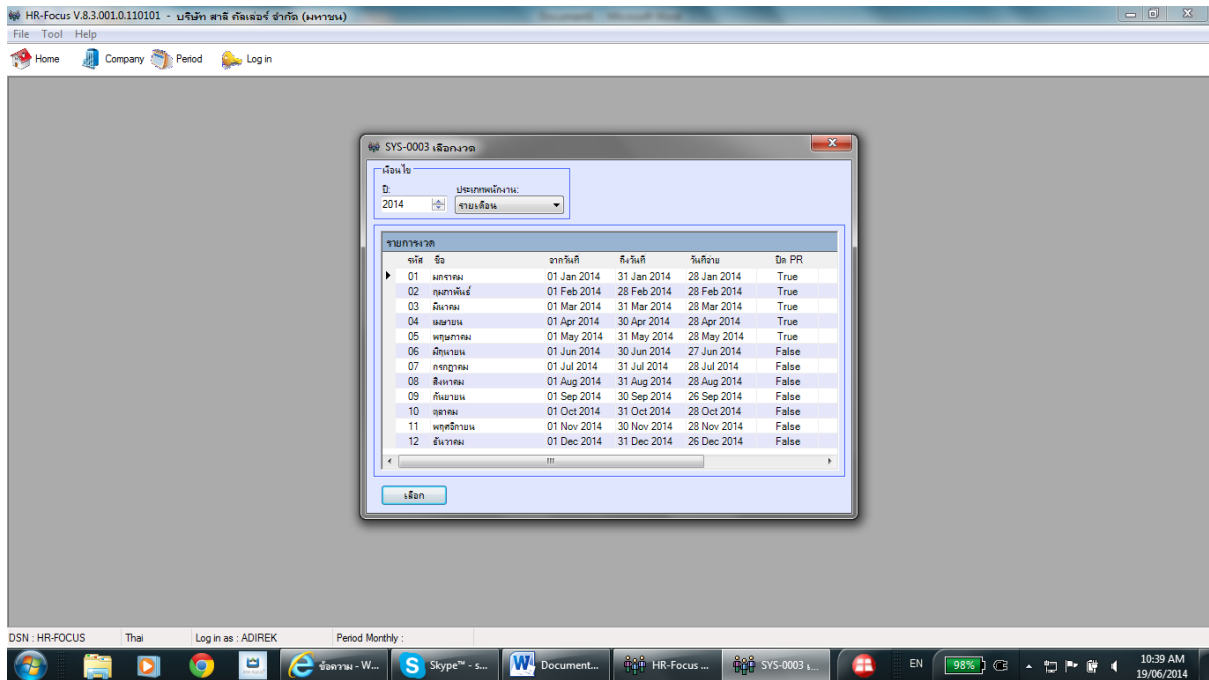 HR-Focus V.8.3.001.0.110101 - บริษัท สาลี่ คัลเล่อร์ จำกัด (มหาชน)
File Tool Help
Home Company Period Log in
SYS-0003 เลือกงวด
เงื่อนไข
ปี: ประเภทพนักงาน:
2014 รายเดือน
รายการงวด
รหัส ชื่อ จากวันที่ ถึงวันที่ วันที่จ่าย ปิด PR
01 มกราคม 01 Jan 2014 31 Jan 2014 28 Jan 2014 True
02 กุมภาพันธ์ 01 Feb 2014 28 Feb 2014 28 Feb 2014 True
03 มีนาคม 01 Mar 2014 31 Mar 2014 28 Mar 2014 True
04 เมษายน 01 Apr 2014 30 Apr 2014 28 Apr 2014 True
05 พฤษภาคม 01 May 2014 31 May 2014 28 May 2014 True
06 มิถุนายน 01 Jun 2014 30 Jun 2014 27 Jun 2014 False
07 กรกฎาคม 01 Jul 2014 31 Jul 2014 28 Jul 2014 False
08 สิงหาคม 01 Aug 2014 31 Aug 2014 28 Aug 2014 False
09 กันยายน 01 Sep 2014 30 Sep 2014 26 Sep 2014 False
10 ตุลาคม 01 Oct 2014 31 Oct 2014 28 Oct 2014 False
11 พฤศจิกายน 01 Nov 2014 30 Nov 2014 28 Nov 2014 False
12 ธันวาคม 01 Dec 2014 31 Dec 2014 26 Dec 2014 False
เลือก
DSN : HR-FOCUS Thai Log in as : ADIREK Period Monthly :
ข้อความ - W... Skype™ - s... Document... HR-Focus ... SYS-0003 เ... EN 98% 10:39 AM
19/06/2014